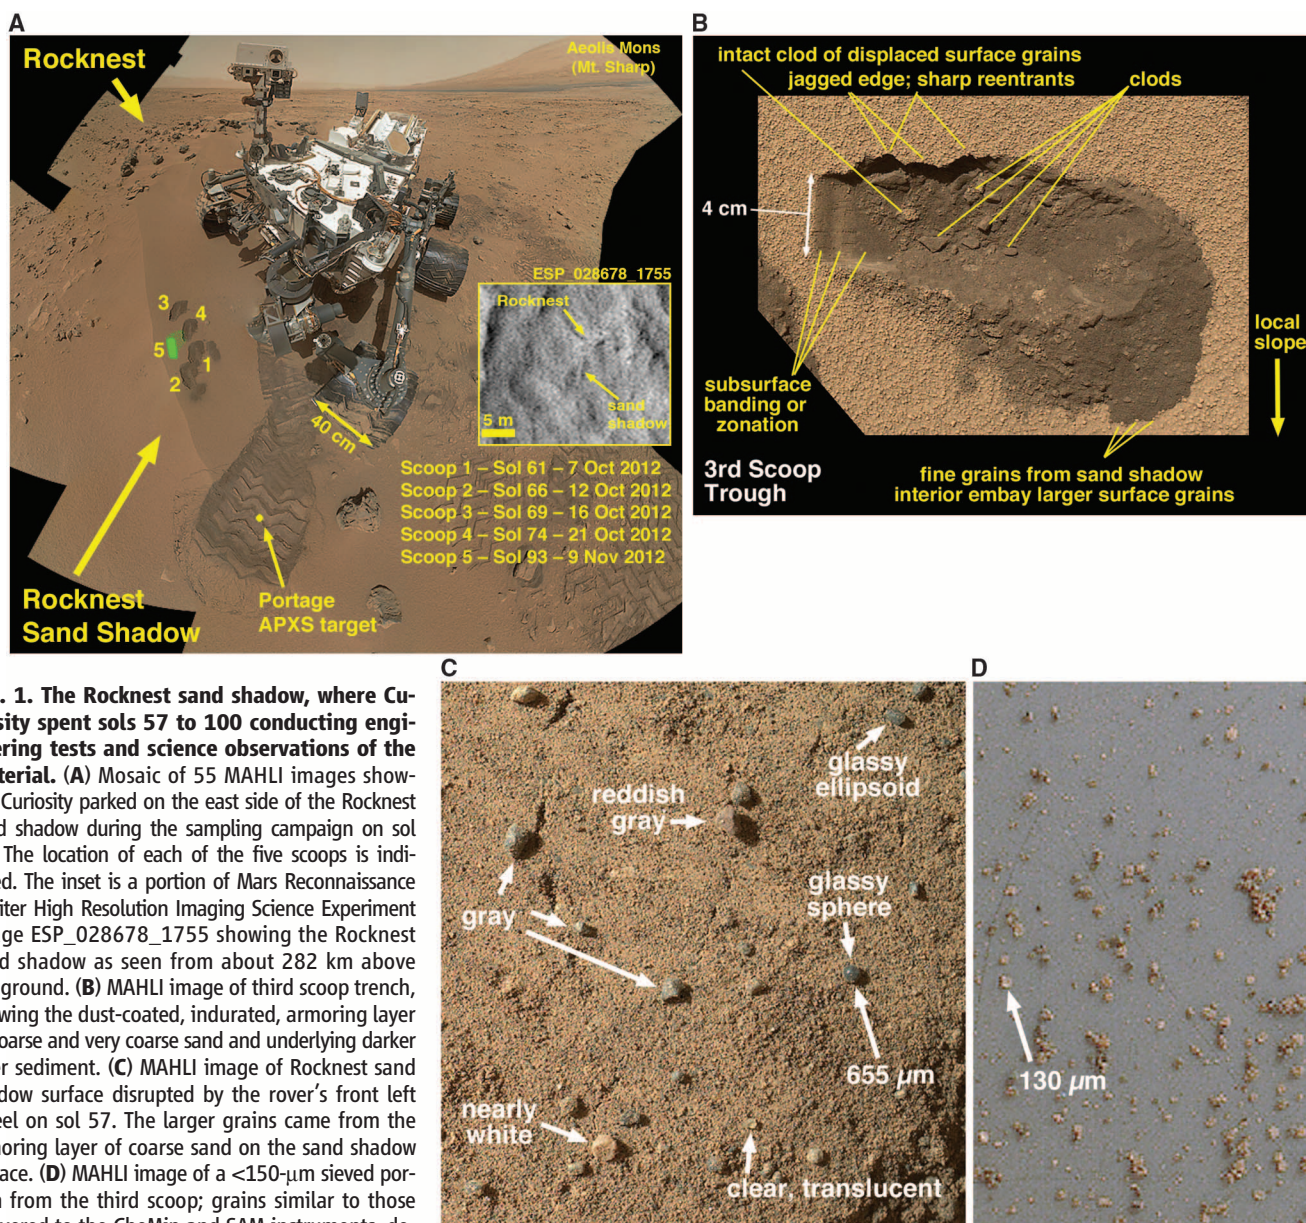 A
Rocknest
Aeolis Mons
(Mt. Sharp)
3
4
5
1
2
40 cm
ESP_028678_1755
Rocknest
sand
shadow
5 m
Scoop 1 – Sol 61 – 7 Oct 2012
Scoop 2 – Sol 66 – 12 Oct 2012
Scoop 3 – Sol 69 – 16 Oct 2012
Scoop 4 – Sol 74 – 21 Oct 2012
Scoop 5 – Sol 93 – 9 Nov 2012
Rocknest
Sand Shadow
Portage
APXS target
B
intact clod of displaced surface grains
jagged edge; sharp reentrants
clods
4 cm
subsurface
banding or
zonation
local
slope
3rd Scoop
Trough
fine grains from sand shadow
interior embay larger surface grains
. 1. The Rocknest sand shadow, where Cu-
sity spent sols 57 to 100 conducting engi-
ering tests and science observations of the
terial. (A) Mosaic of 55 MAHLI images show-
Curiosity parked on the east side of the Rocknest
d shadow during the sampling campaign on sol
The location of each of the five scoops is indi-
ed. The inset is a portion of Mars Reconnaissance
iter High Resolution Imaging Science Experiment
ge ESP_028678_1755 showing the Rocknest
d shadow as seen from about 282 km above
ground. (B) MAHLI image of third scoop trench,
wing the dust-coated, indurated, armoring layer
oarse and very coarse sand and underlying darker
r sediment. (C) MAHLI image of Rocknest sand
dow surface disrupted by the rover's front left
eel on sol 57. The larger grains came from the
oring layer of coarse sand on the sand shadow
ace. (D) MAHLI image of a <150-μm sieved por-
from the third scoop; grains similar to those
C
glassy
ellipsoid
reddish
gray
glassy
sphere
gray
655 μm
nearly
white
clear, translucent
D
130 μm